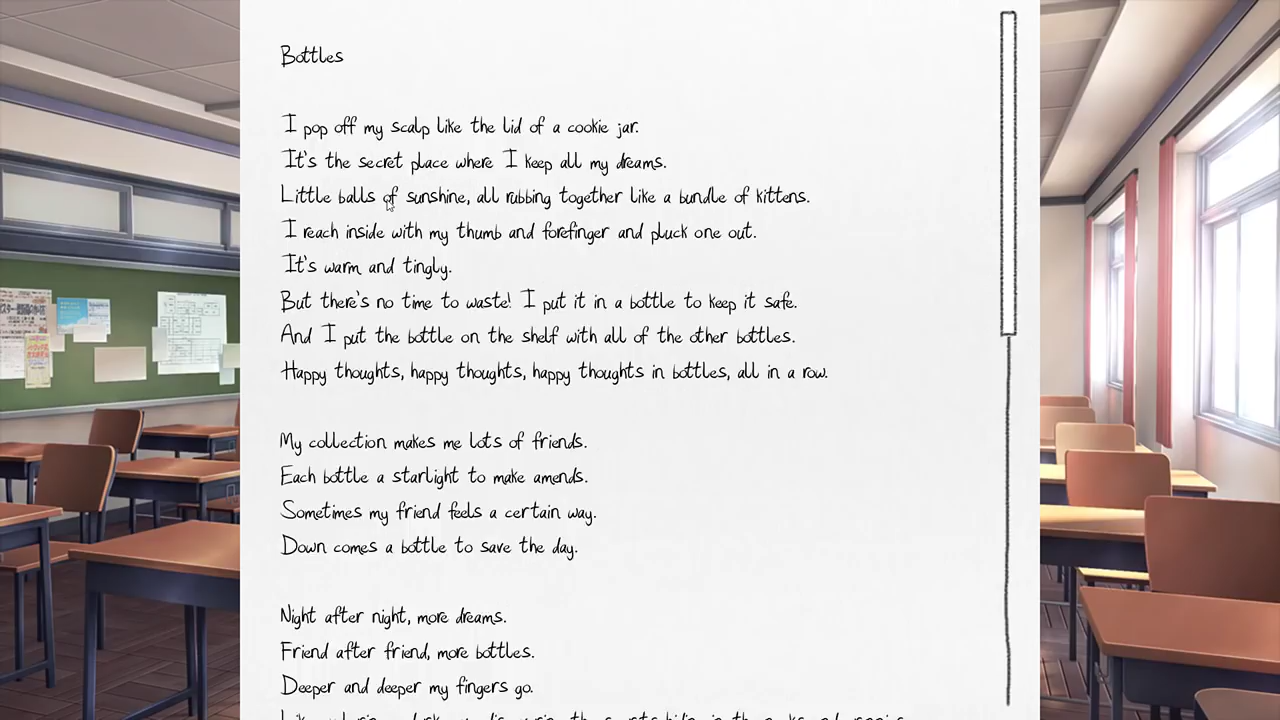 Bottles
I pop off my scalp like the lid of a cookie jar.
It's the secret place where I keep all my dreams.
Little balls of sunshine, all rubbing together like a bundle of kittens.
I reach inside with my thumb and forefinger and pluck one out.
It's warm and tingly.
But there's no time to waste! I put it in a bottle to keep it safe.
And I put the bottle on the shelf with all of the other bottles.
Happy thoughts, happy thoughts, happy thoughts in bottles, all in a row.
My collection makes me lots of friends.
Each bottle a starlight to make amends.
Sometimes my friend feels a certain way.
Down comes a bottle to save the day.
Night after night, more dreams.
Friend after friend, more bottles.
Deeper and deeper my fingers go.